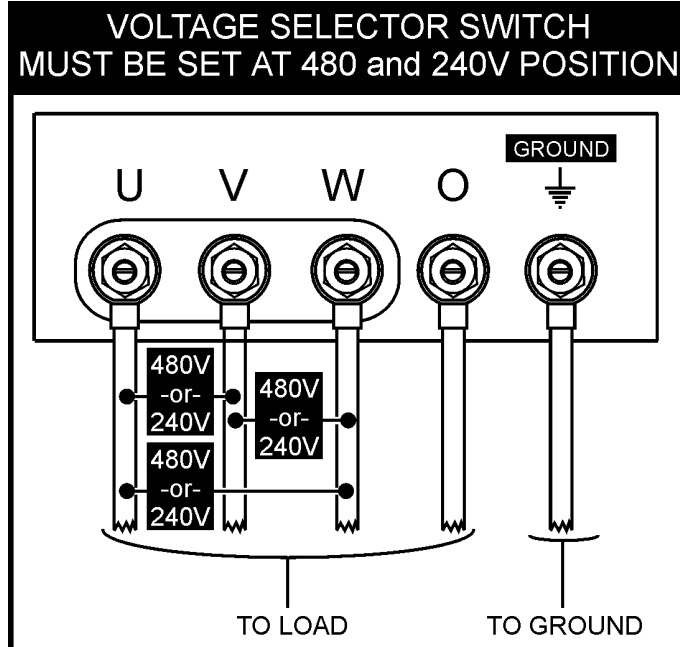 VOLTAGE SELECTOR SWITCH
MUST BE SET AT 480 and 240V POSITION
GROUND
U V W O
480V
-or-
240V
480V
-or-
240V
480V
-or-
240V
TO LOAD
TO GROUND